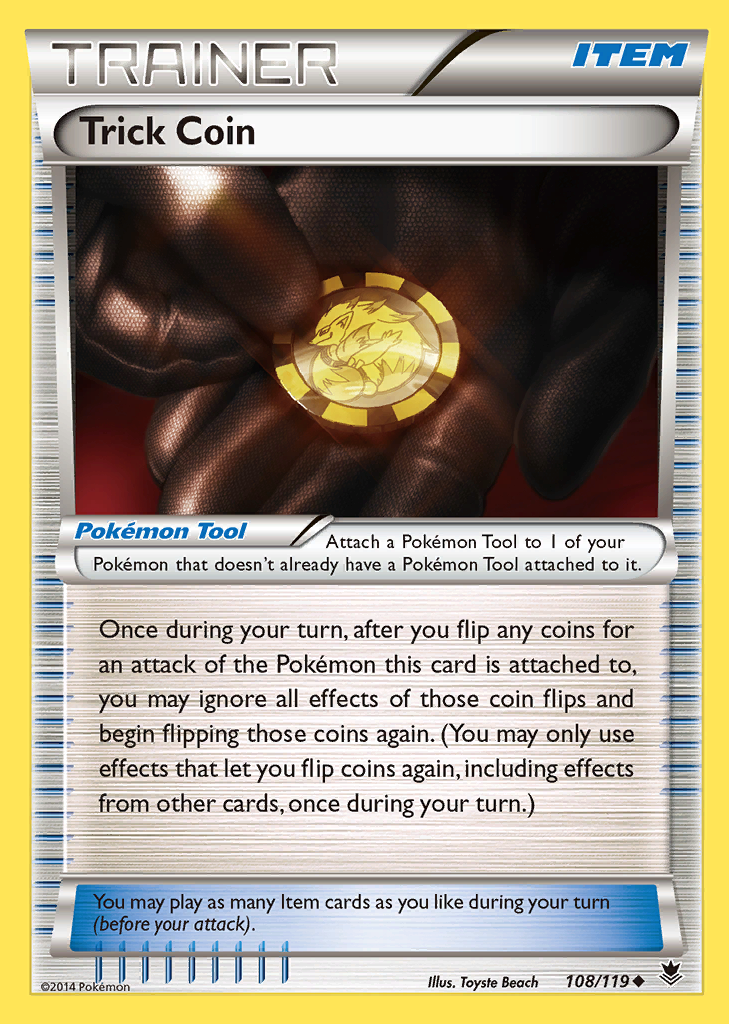 TRAINER
ITEM
Trick Coin
Pokémon Tool
Attach a Pokémon Tool to 1 of your
Pokémon that doesn't already have a Pokémon Tool attached to it.
Once during your turn, after you flip any coins for
an attack of the Pokémon this card is attached to,
you may ignore all effects of those coin flips and
begin flipping those coins again. (You may only use
effects that let you flip coins again, including effects
from other cards, once during your turn.)
You may play as many Item cards as you like during your turn
(before your attack).
©2014 Pokémon
Illus. Toyste Beach
108/119